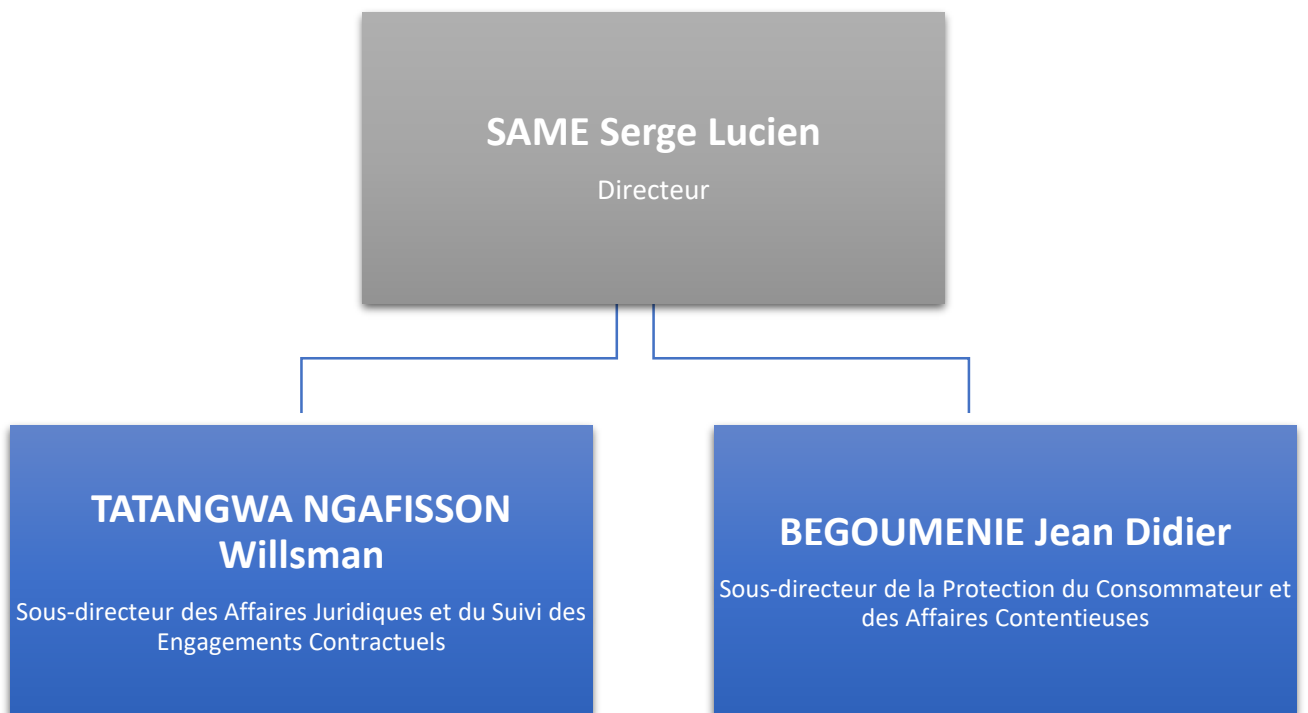 SAME Serge Lucien
Directeur
TATANGWA NGAFISSON
Willsman
Sous-directeur des Affaires Juridiques et du Suivi des
Engagements Contractuels
BEGOUMENIE Jean Didier
Sous-directeur de la Protection du Consommateur et
des Affaires Contentieuses